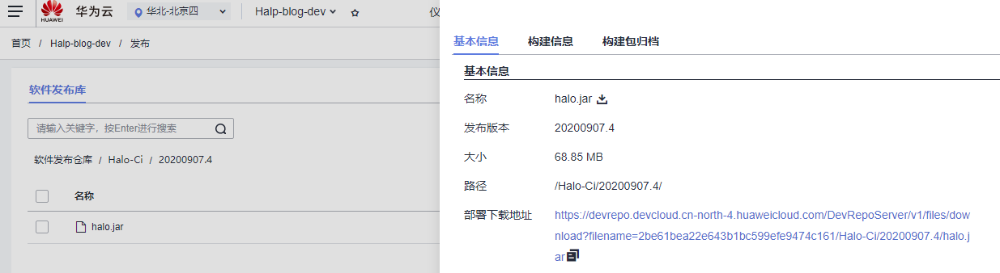 HUAWEI
华为云
华北-北京四
Halp-blog-dev
仪
首页 / Halp-blog-dev / 发布
软件发布库
请输入关键字，按Enter进行搜索
软件发布仓库 / Halo-Ci / 20200907.4
名称
halo.jar
基本信息 构建信息 构建包归档
基本信息
名称 halo.jar
发布版本 20200907.4
大小 68.85 MB
路径 /Halo-Ci/20200907.4/
部署下载地址 https://devrepo.devcloud.cn-north-4.huaweicloud.com/DevRepoServer/v1/files/dow
nload?filename=2be61bea22e643b1bc599efe9474c161/Halo-Ci/20200907.4/halo.j
ar